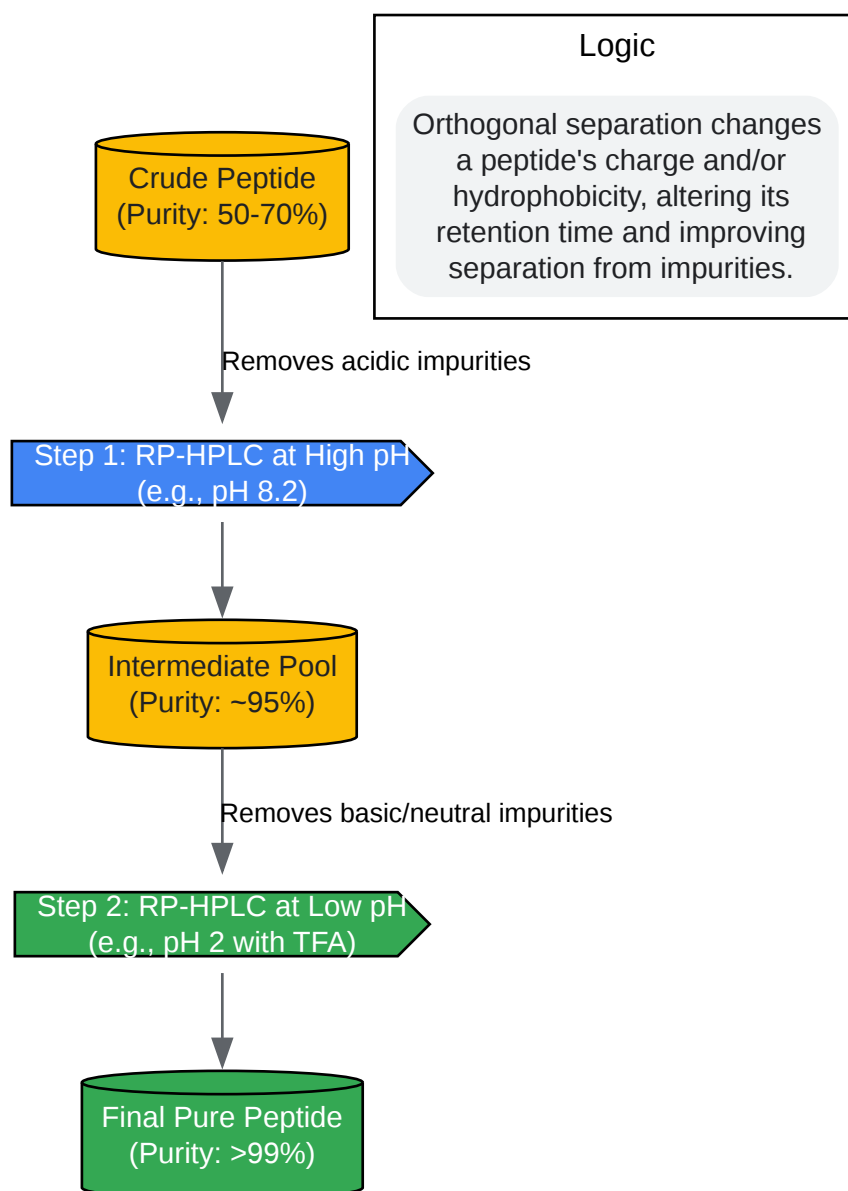 Logic
Orthogonal separation changes
a peptide's charge and/or
hydrophobicity, altering its
retention time and improving
separation from impurities.
Crude Peptide
(Purity: 50-70%)
Removes acidic impurities
Step 1: RP-HPLC at High pH
(e.g., pH 8.2)
Intermediate Pool
(Purity: ~95%)
Removes basic/neutral impurities
Step 2: RP-HPLC at Low pH
(e.g., pH 2 with TFA)
Final Pure Peptide
(Purity: >99%)